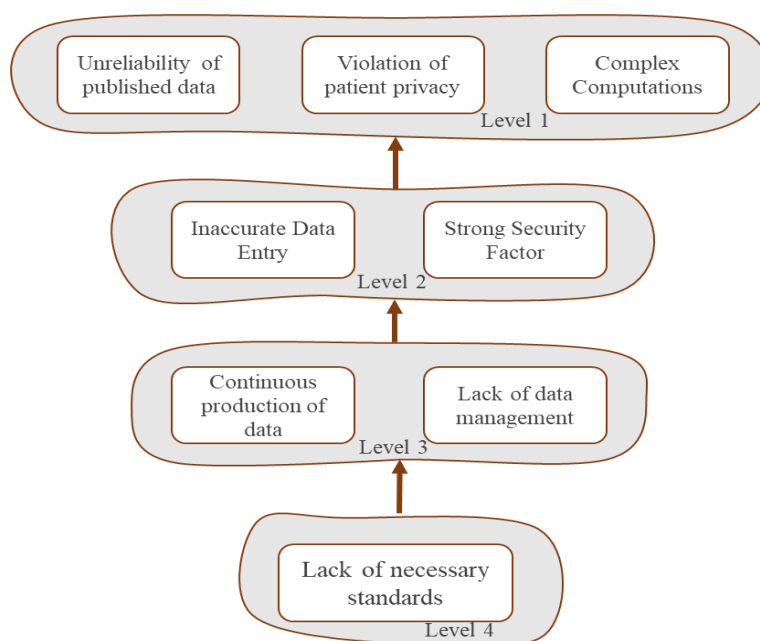 Unreliability of
published data
Violation of
patient privacy
Complex
Computations
Level 1
Inaccurate Data
Entry
Strong Security
Factor
Level 2
Continuous
production of
data
Lack of data
management
Level 3
Lack of necessary
standards
Level 4